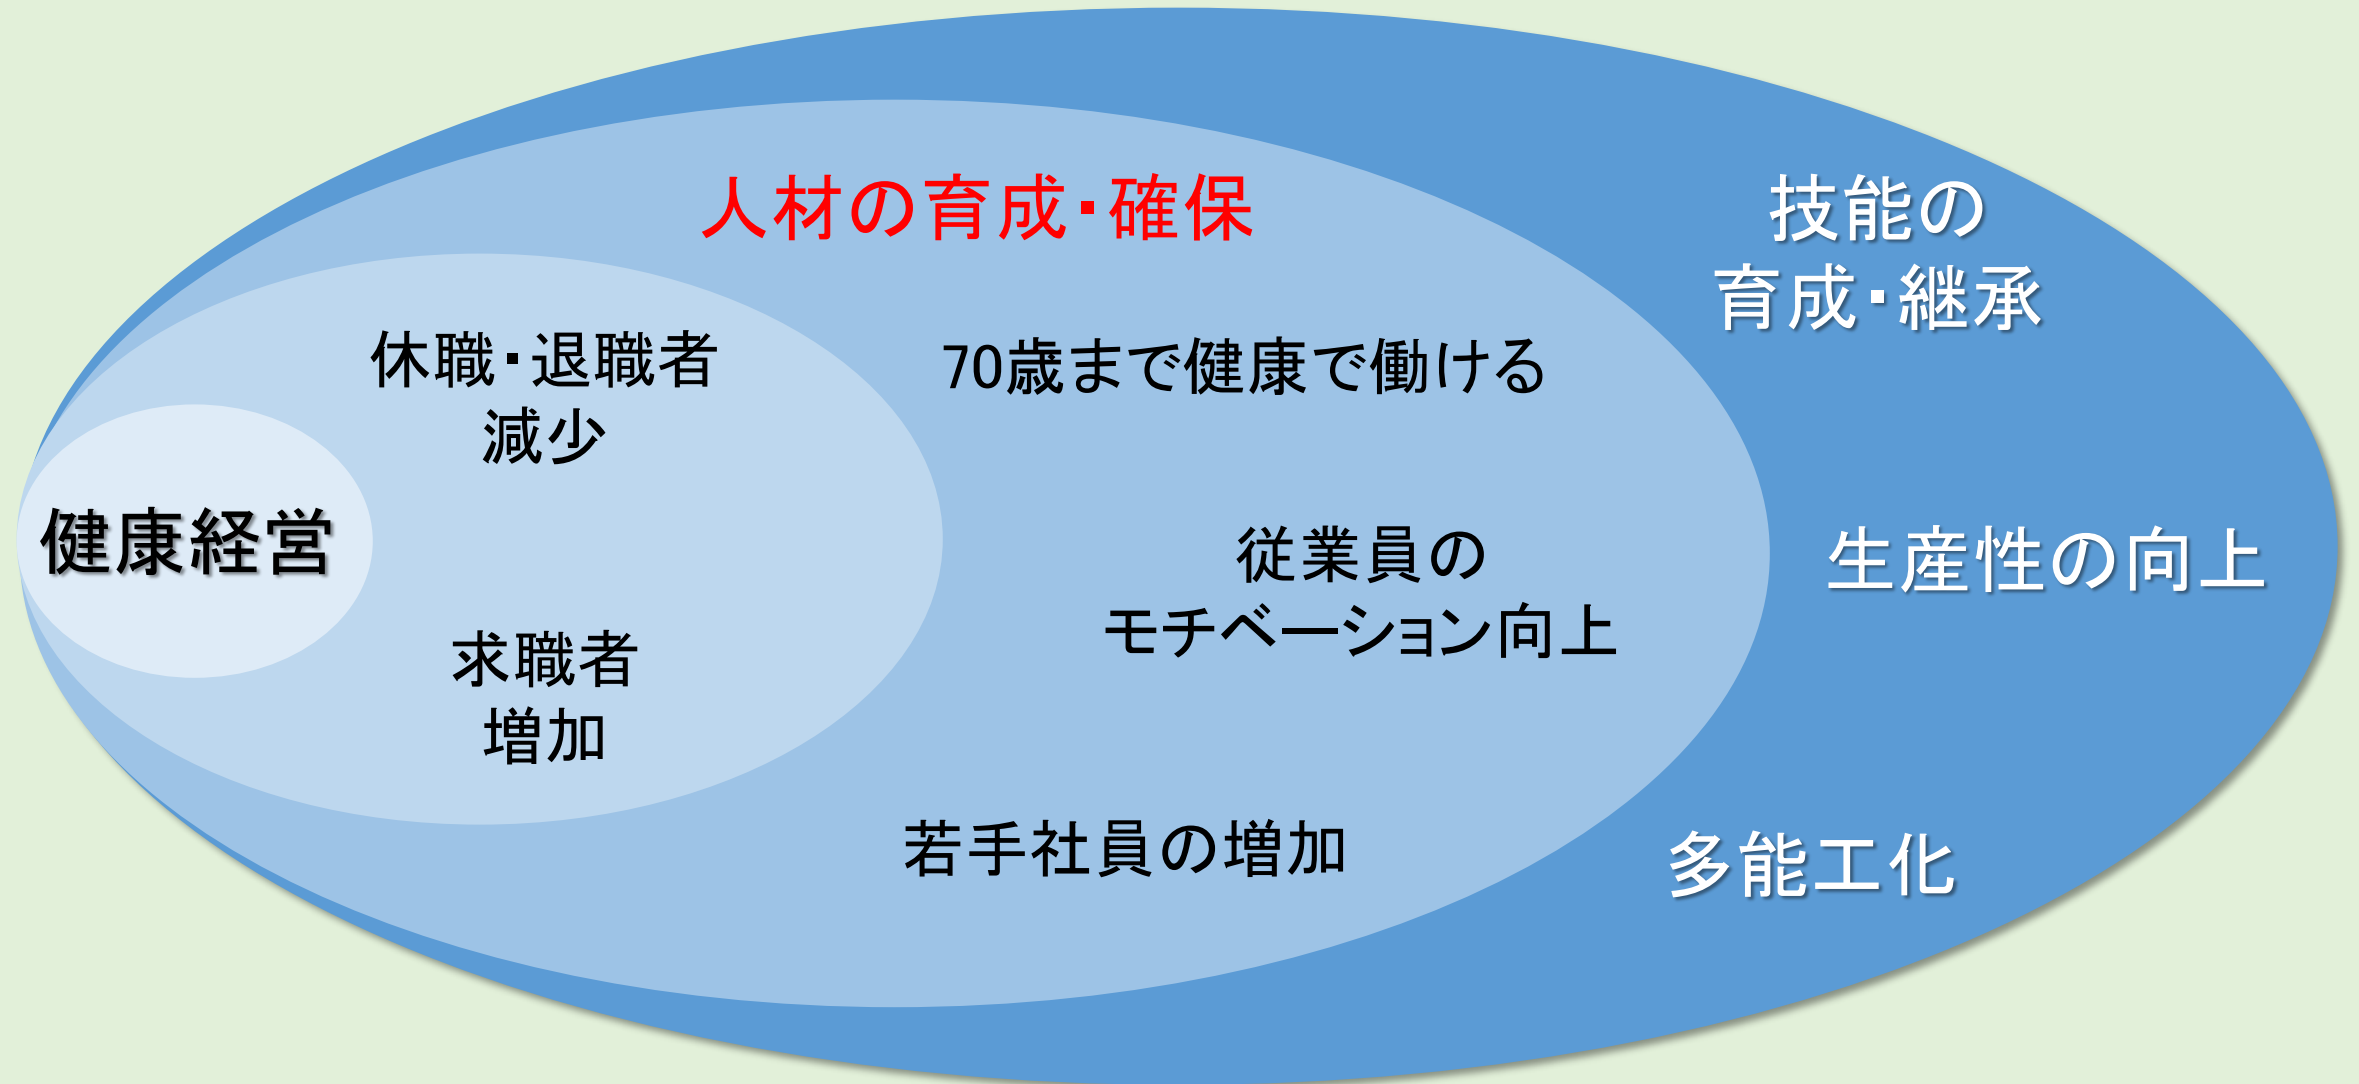 人材の育成・確保
技能の
育成・継承
休職・退職者
減少
70歳まで健康で働ける
健康経営
従業員の
モチベーション向上
生産性の向上
求職者
増加
若手社員の増加
多能工化